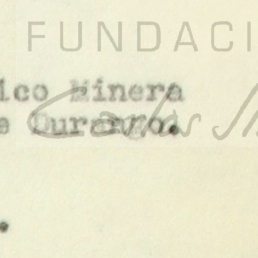 FUNDACI
ico Minera
e Durango.
.